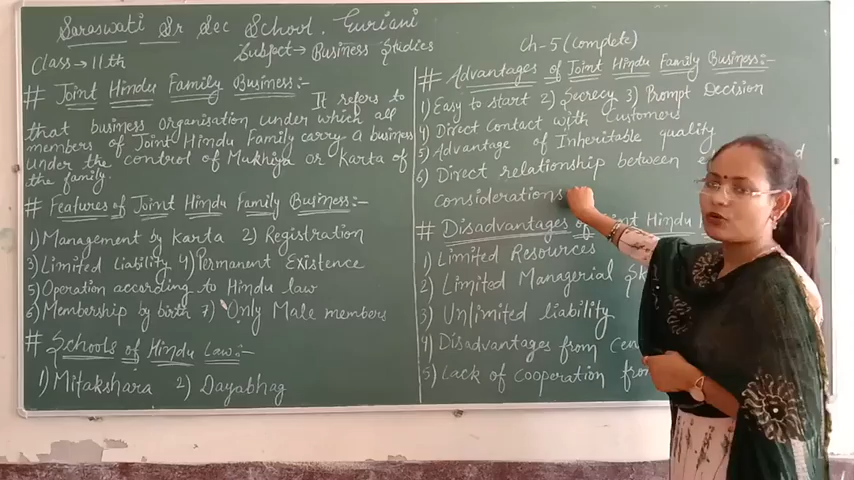 Saraswati Sr Sec School, Guriani
Class → 11th
Subject → Business Studies
# Joint Hindu Family Business:-
It refers to
that business organisation under which all
members of Joint Hindu Family carry a business
under the control of Mukhiya or Karta of
the family.
# Features of Joint Hindu Family Business:-
1) Management by Karta 2) Registration
3) Limited liability 4) Permanent Existence
5) Operation according to Hindu law
6) Membership by birth 7) Only Male members
# Schools of Hindu Law:-
1) Mitakshara 2) Dayabhag
Ch-5 (complete)
# Advantages of Joint Hindu Family Business:-
1) Easy to start 2) Secrecy 3) Prompt Decision
4) Direct Contact with Customers
5) Advantage of Inheritable quality
6) Direct relationship between
considerations
# Disadvantages of Joint Hindu
1) Limited Resources
2) Limited Managerial
3) Unlimited liability
4) Disadvantages from
5) Lack of Cooperation